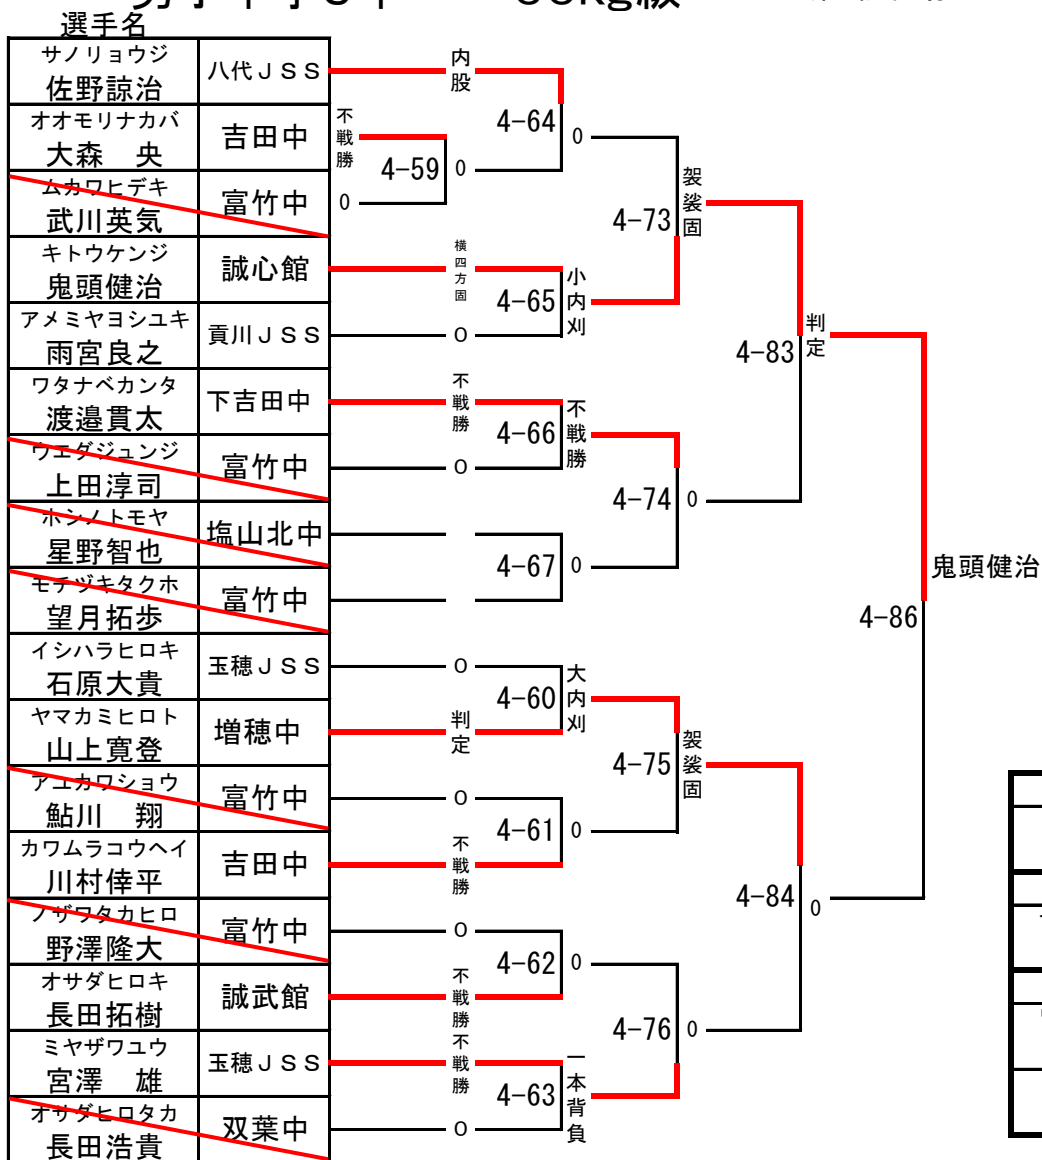 選手名
サノリョウジ
佐野諒治
八代ＪＳＳ
オオモリナカバ
大森　央
吉田中
ムカワヒデキ
武川英気
富竹中
キトウケンジ
鬼頭健治
誠心館
アメミヤヨシユキ
雨宮良之
貢川ＪＳＳ
ワタナベカンタ
渡邉貫太
下吉田中
ウエダジュンジ
上田淳司
富竹中
ホシノトモヤ
星野智也
塩山北中
モチヅキタクホ
望月拓歩
富竹中
イシハラヒロキ
石原大貴
玉穂ＪＳＳ
ヤマカミヒロト
山上寛登
増穂中
アユカワショウ
鮎川　翔
富竹中
カワムラコウヘイ
川村倖平
吉田中
ノザワタカヒロ
野澤隆大
富竹中
オサダヒロキ
長田拓樹
誠武館
ミヤザワユウ
宮澤　雄
玉穂ＪＳＳ
オサダヒロタカ
長田浩貴
双葉中
不戦勝
4-59
0
内股
0
4-64
横四方固
0
4-65
不戦勝
0
4-66
4-67
0
判定
4-60
0
不戦勝
4-61
0
不戦勝
4-62
不戦勝
0
4-63
0
小内刈
4-73
不戦勝
0
4-74
大内刈
0
4-75
0
一本背負
4-76
袈裟固
0
4-83
袈裟固
0
4-84
判定
0
4-86
鬼頭健治